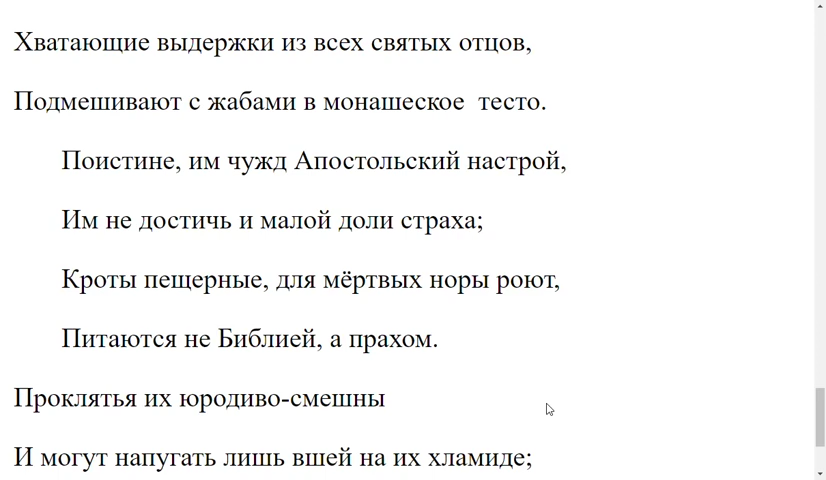 Хватающие выдержки из всех святых отцов,
Подмешивают с жабами в монашеское  тесто.
Поистине, им чужд Апостольский настрой,
Им не достичь и малой доли страха;
Кроты пещерные, для мёртвых норы роют,
Питаются не Библией, а прахом.
Проклятья их юродиво-смешны
И могут напугать лишь вшей на их хламиде;